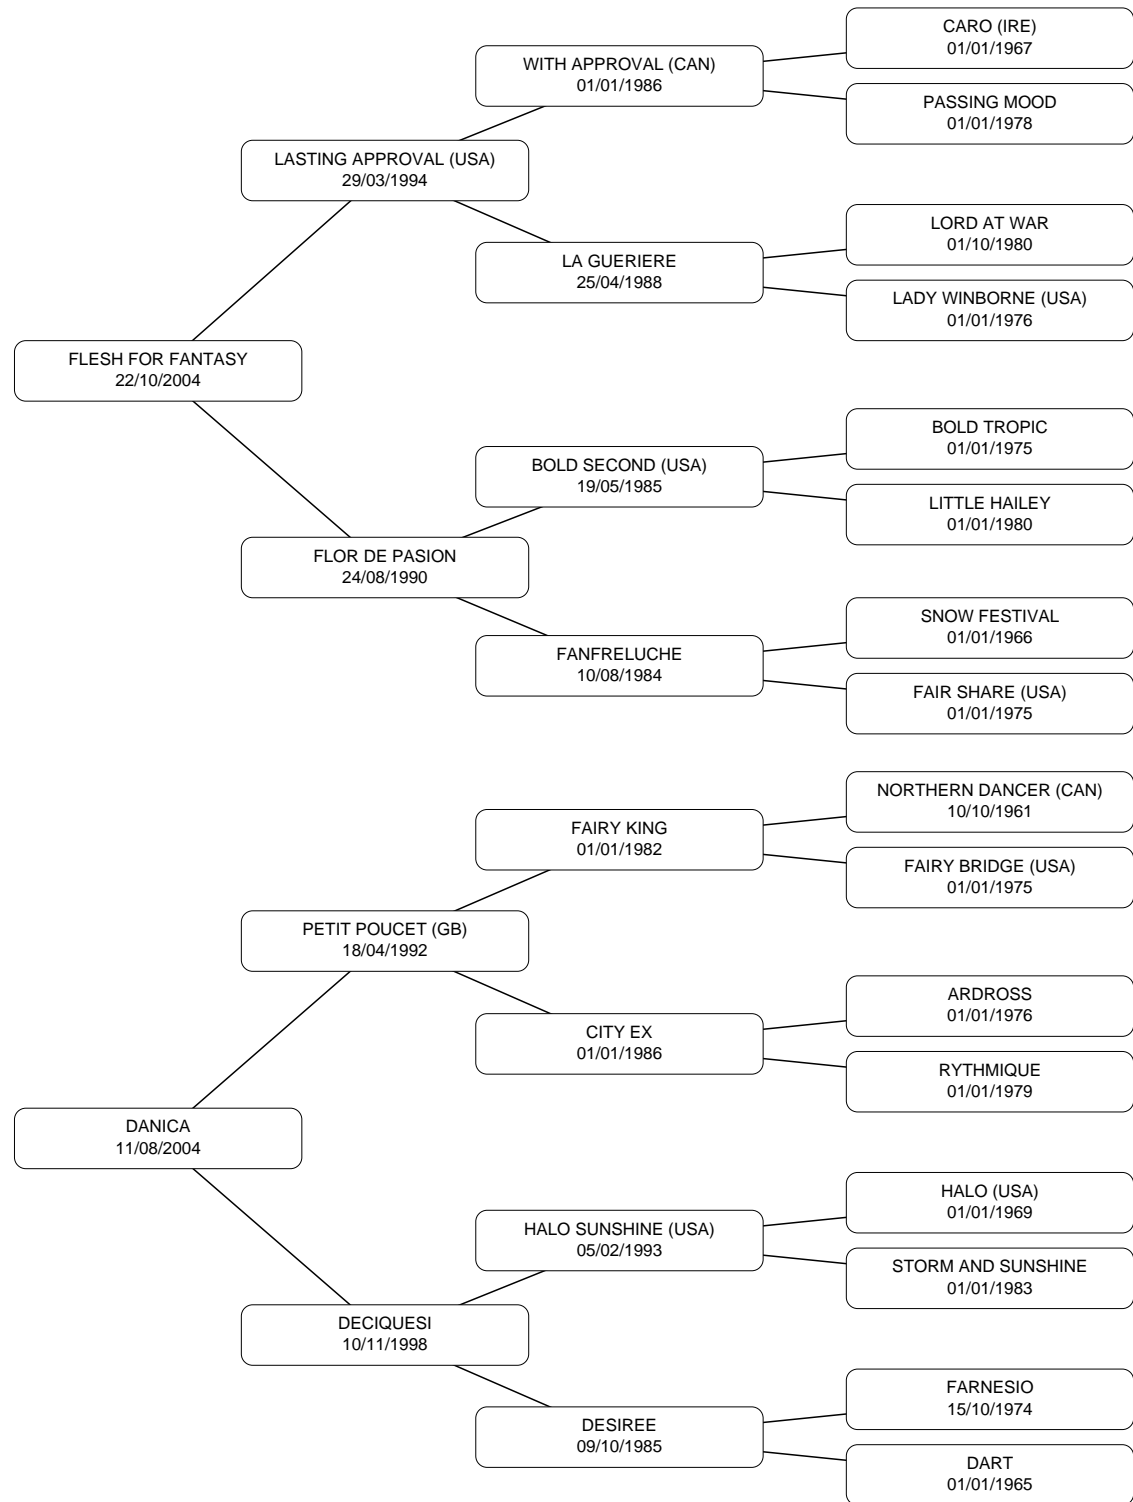 CARO (IRE)
01/01/1967
WITH APPROVAL (CAN)
01/01/1986
PASSING MOOD
01/01/1978
LASTING APPROVAL (USA)
29/03/1994
LORD AT WAR
01/10/1980
LA GUERIERE
25/04/1988
LADY WINBORNE (USA)
01/01/1976
FLESH FOR FANTASY
22/10/2004
BOLD TROPIC
01/01/1975
BOLD SECOND (USA)
19/05/1985
LITTLE HAILEY
01/01/1980
FLOR DE PASION
24/08/1990
SNOW FESTIVAL
01/01/1966
FANFRELUCHE
10/08/1984
FAIR SHARE (USA)
01/01/1975
NORTHERN DANCER (CAN)
10/10/1961
FAIRY KING
01/01/1982
FAIRY BRIDGE (USA)
01/01/1975
PETIT POUCET (GB)
18/04/1992
ARDROSS
01/01/1976
CITY EX
01/01/1986
RYTHMIQUE
01/01/1979
DANICA
11/08/2004
HALO (USA)
01/01/1969
HALO SUNSHINE (USA)
05/02/1993
STORM AND SUNSHINE
01/01/1983
DECIQUESI
10/11/1998
FARNESIO
15/10/1974
DESIREE
09/10/1985
DART
01/01/1965